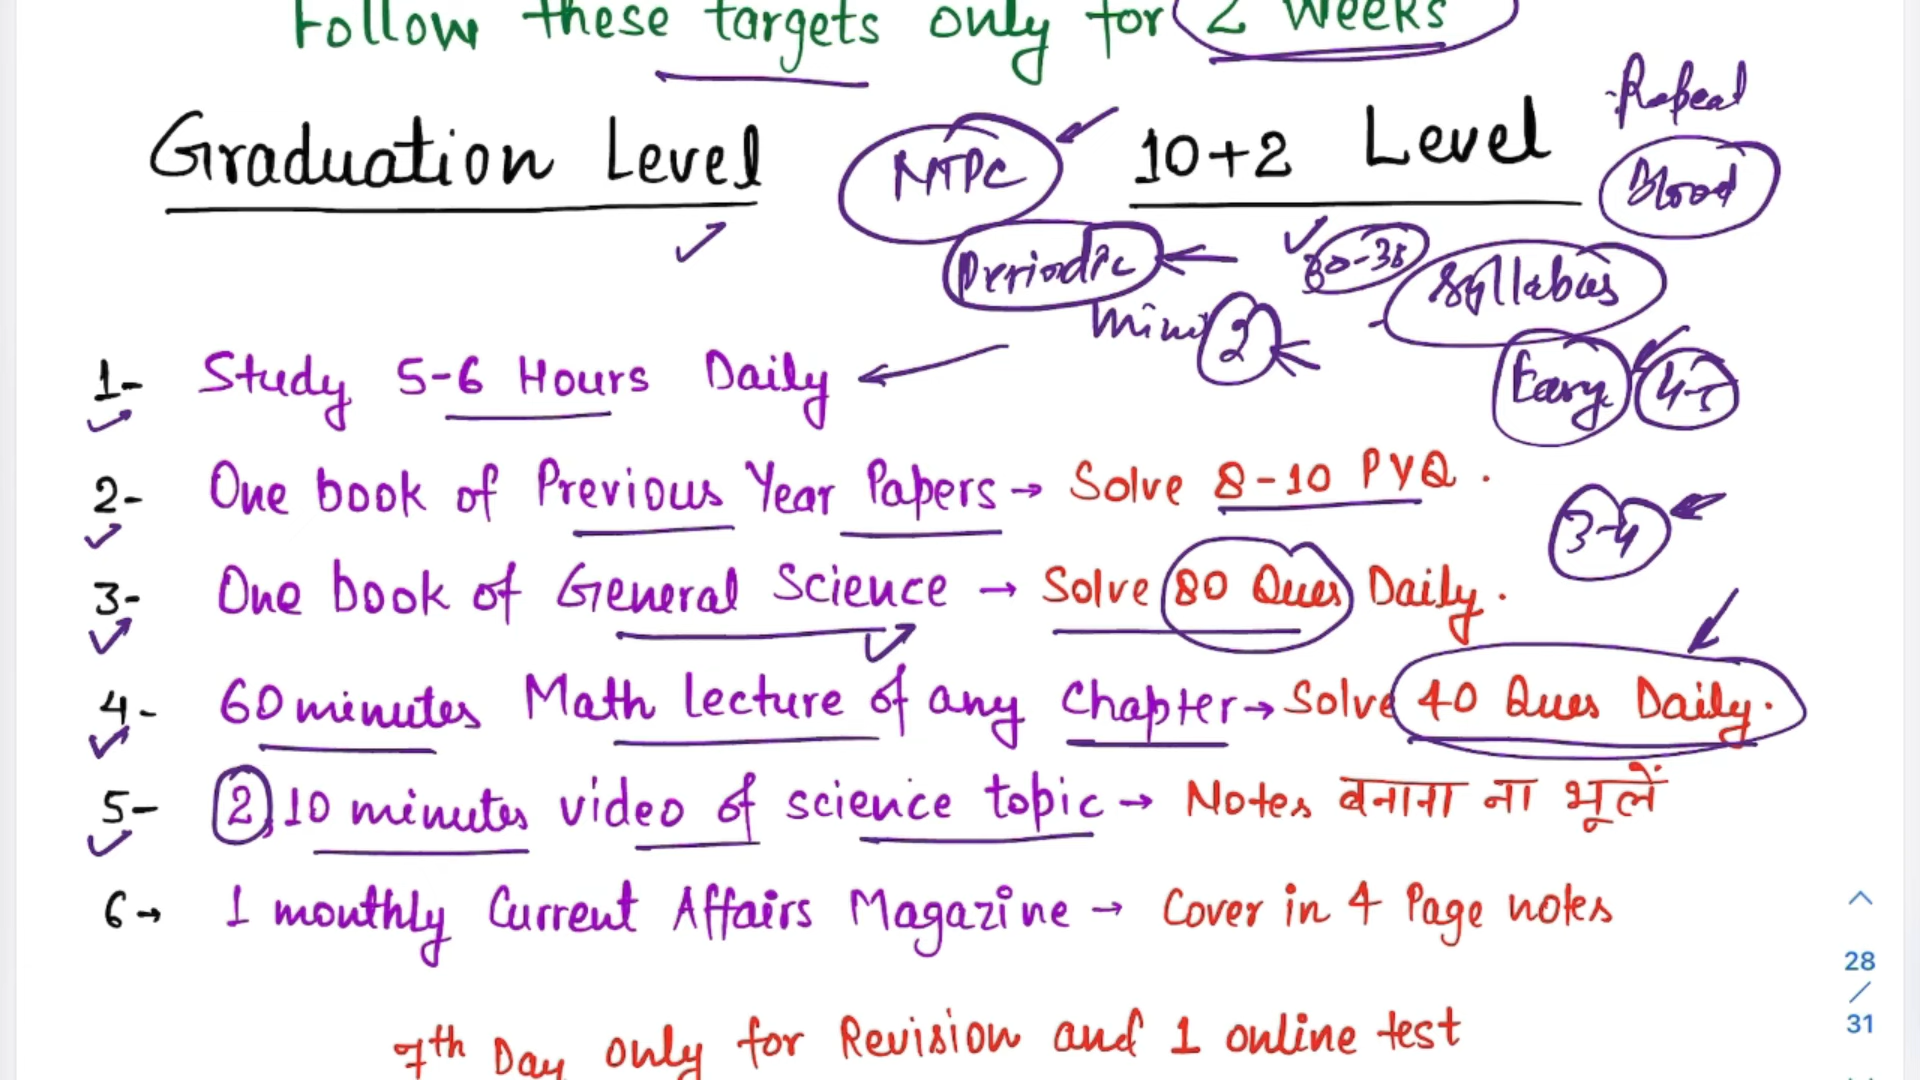 Follow these targets only for 2 Weeks
Repeat
Graduation Level
NTPC
10+2 Level
Blood
Periodic
30-35
Syllabus
2
Easy
4-5
1- Study 5-6 Hours Daily
2- One book of Previous Year Papers → Solve 8-10 PYQ.
3-4
3- One book of General Science → Solve 80 Ques Daily.
4- 60 minutes Math lecture of any Chapter → Solve 40 Ques Daily.
5- 2, 10 minutes video of science topic → Notes बनाना ना भूलें
6→ 1 monthly Current Affairs Magazine → Cover in 4 Page notes
28
/
31
7th Day only for Revision and 1 online test